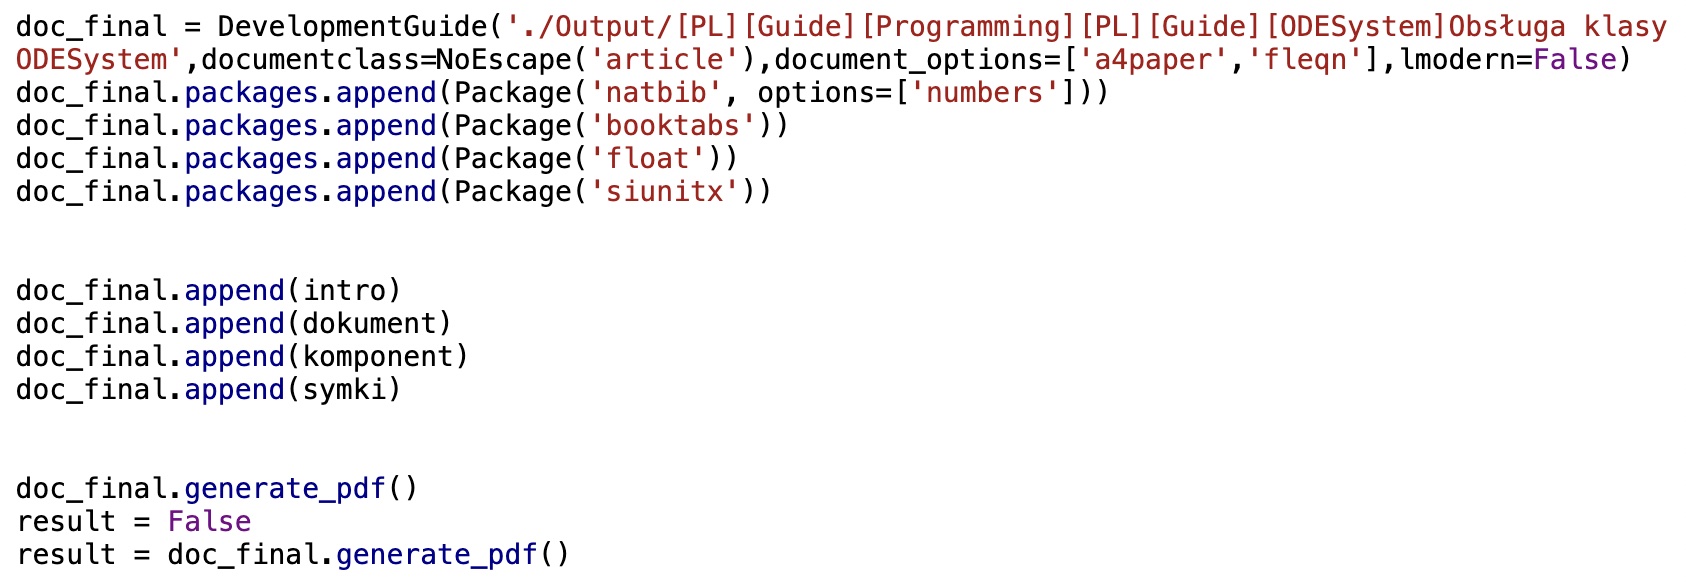 doc_final = DevelopmentGuide('./Output/[PL][Guide][Programming][PL][Guide][ODESystem]Obsługa klasy
ODESystem',documentclass=NoEscape('article'),document_options=['a4paper','fleqn'],lmodern=False)
doc_final.packages.append(Package('natbib', options=['numbers']))
doc_final.packages.append(Package('booktabs'))
doc_final.packages.append(Package('float'))
doc_final.packages.append(Package('siunitx'))
doc_final.append(intro)
doc_final.append(dokument)
doc_final.append(komponent)
doc_final.append(symki)
doc_final.generate_pdf()
result = False
result = doc_final.generate_pdf()